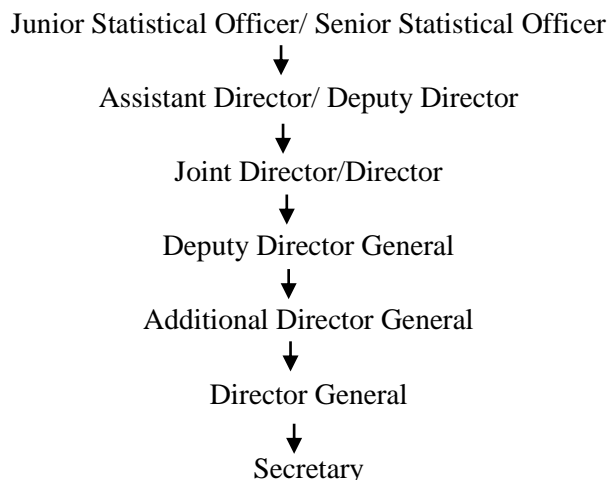 Junior Statistical Officer/ Senior Statistical Officer
Assistant Director/ Deputy Director
Joint Director/Director
Deputy Director General
Additional Director General
Director General
Secretary